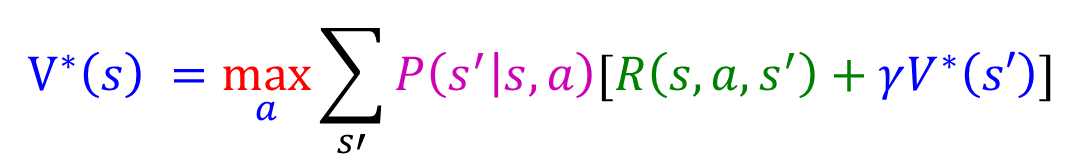 V*(s) = max_a ∑_{s′} P(s′|s, a)[R(s, a, s′) + γV*(s′)]